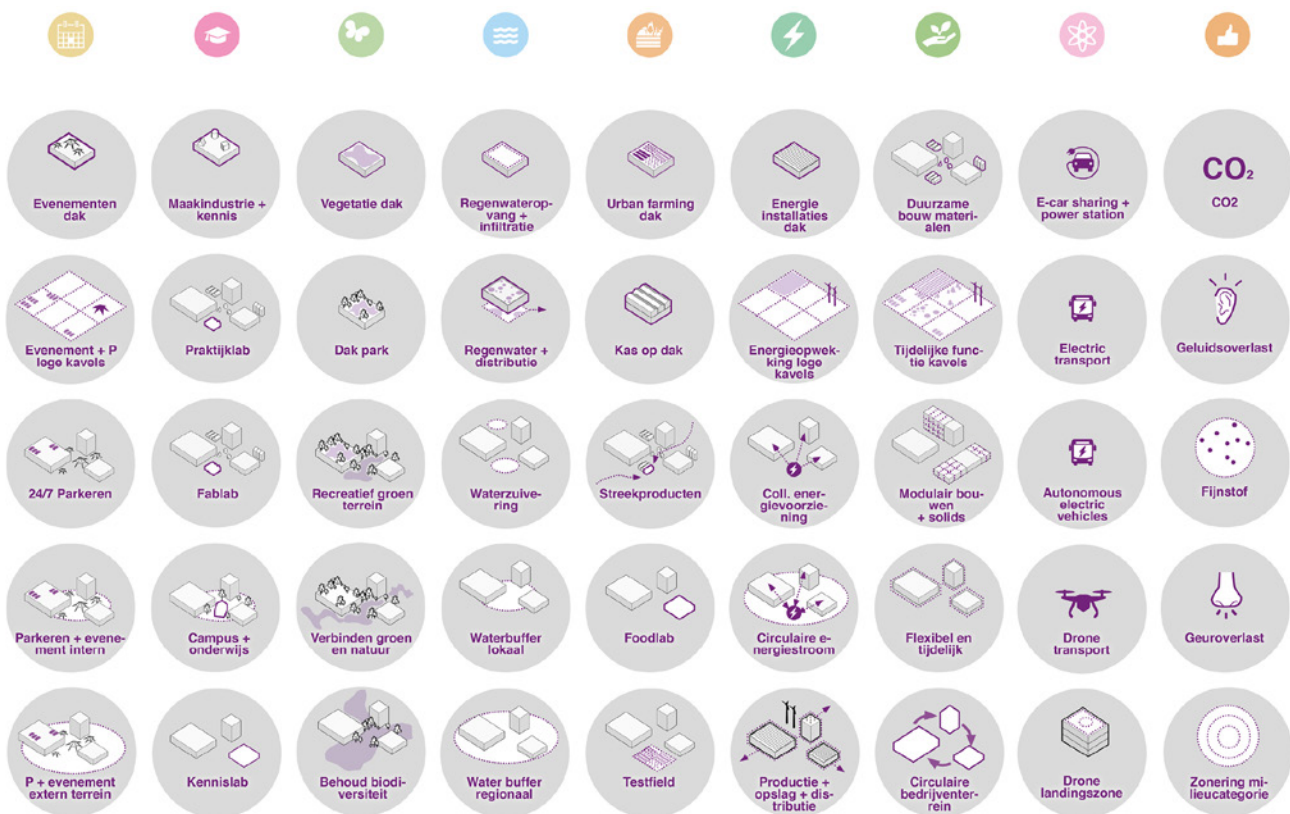 Evenementen
dak
Maakindustrie +
kennis
Vegetatie dak
Regenwaterop-
vang +
infiltratie
Urban farming
dak
Energie
installaties
dak
Duurzame
bouw materi-
alen
E-car sharing +
power station
CO₂
CO2
Evenement + P
lege kavels
Praktijklab
Dak park
Regenwater +
distributie
Kas op dak
Energieopwek-
king lege
kavels
Tijdelijke func-
tie kavels
Electric
transport
Geluidsoverlast
24/7 Parkeren
Fablab
Recreatief groen
terrein
Waterzuive-
ring
Streekproducten
Coll. ener-
gievoorzie-
ning
Modulair bou-
wen
+ solids
Autonomous
electric
vehicles
Fijnstof
Parkeren + evene-
ment intern
Campus +
onderwijs
Verbinden groen
en natuur
Waterbuffer
lokaal
Foodlab
Circulaire e-
nergiestroom
Flexibel en
tijdelijk
Drone
transport
Geuroverlast
P + evenement
extern terrein
Kennislab
Behoud biodi-
versiteit
Water buffer
regionaal
Testfield
Productie +
opslag + dis-
tributie
Circulaire
bedrijventer-
rein
Drone
landingszone
Zonering mi-
lieucategorie